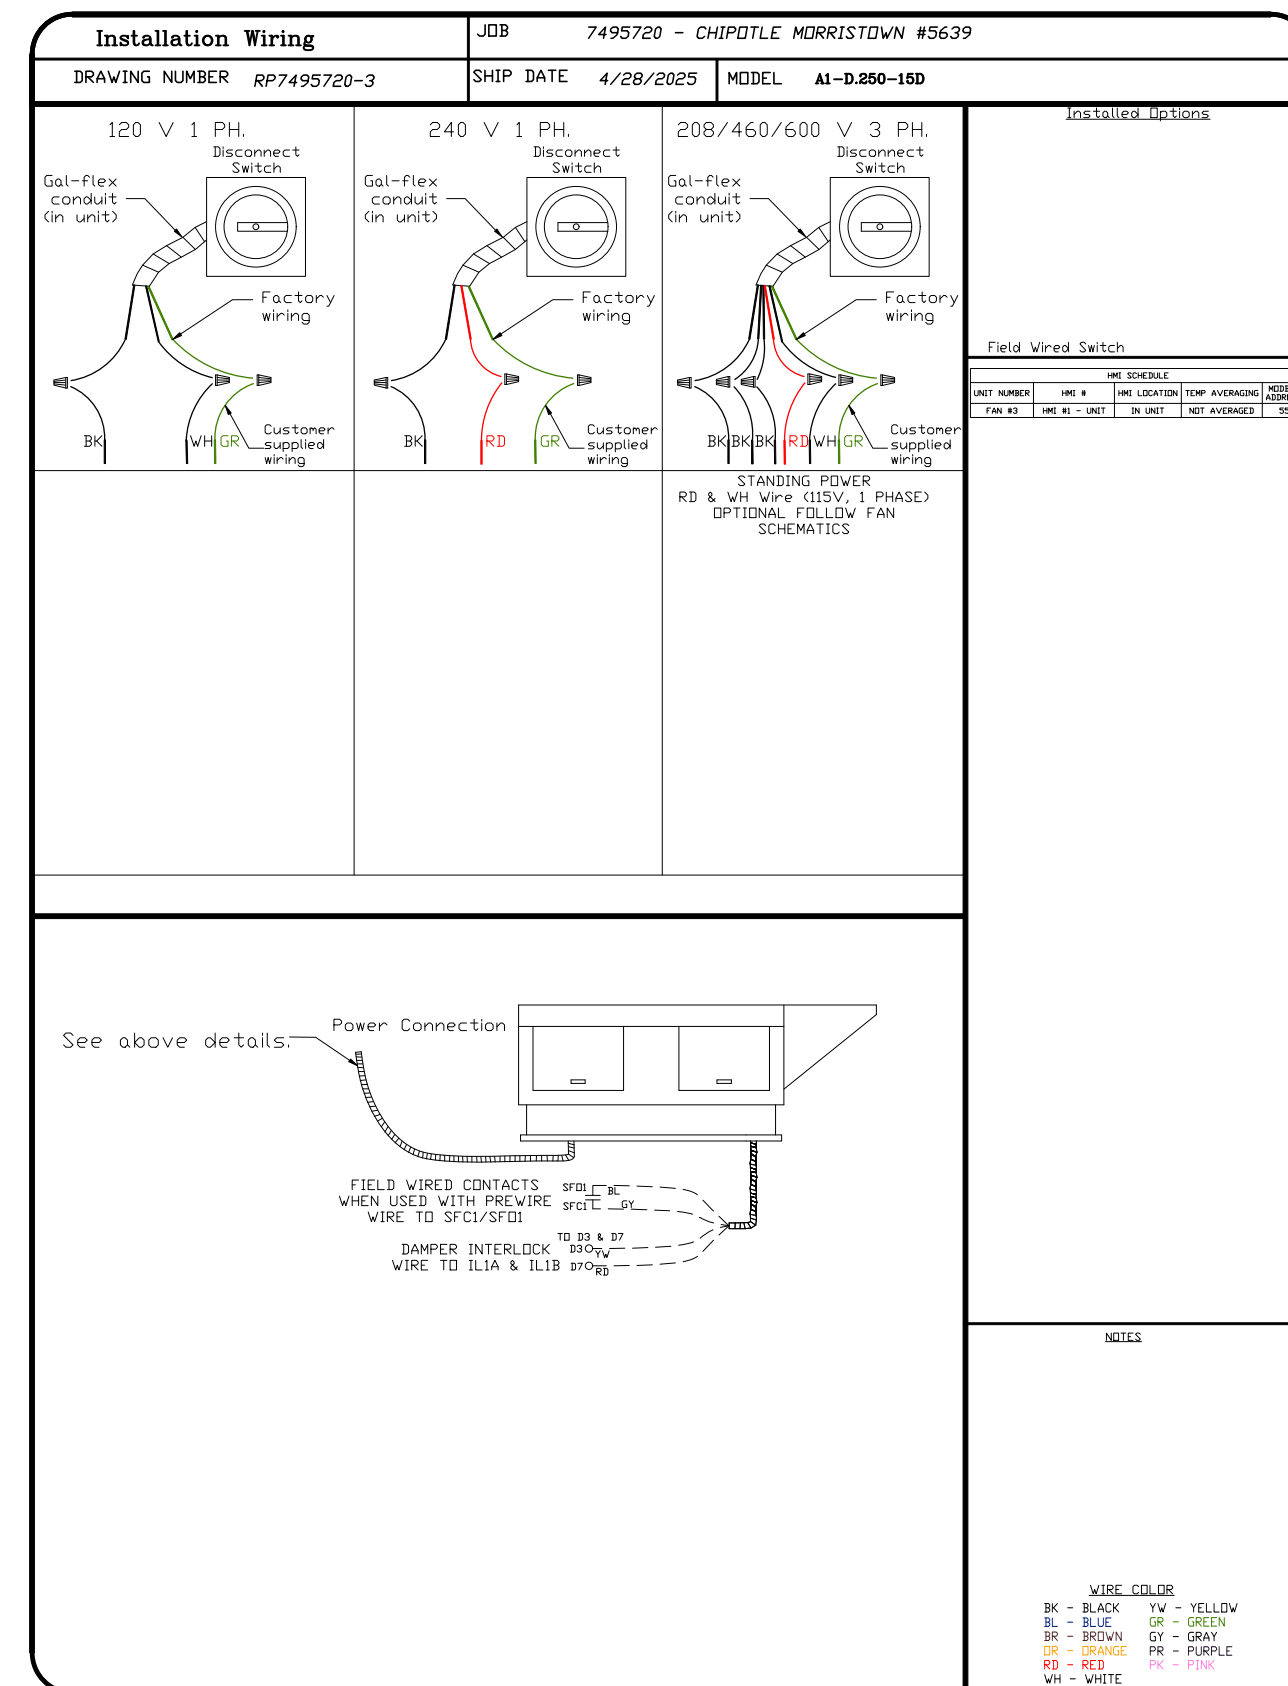 Installation Wiring
JOB 7495720 - CHIPOTLE MORRISTOWN #5639
DRAWING NUMBER RP7495720-3
SHIP DATE 4/28/2025
MODEL A1-D.250-15D
120 V 1 PH.
Disconnect
Switch
Gal-flex
conduit
(in unit)
Factory
wiring
BK
WH
GR
Customer
supplied
wiring
240 V 1 PH.
Disconnect
Switch
Gal-flex
conduit
(in unit)
Factory
wiring
BK
RD
GR
Customer
supplied
wiring
208/460/600 V 3 PH.
Disconnect
Switch
Gal-flex
conduit
(in unit)
Factory
wiring
BK
BK
BK
RD
WH
GR
Customer
supplied
wiring
STANDING POWER
RD & WH Wire (115V, 1 PHASE)
OPTIONAL FOLLOW FAN
SCHEMATICS
Installed Options
Field Wired Switch
HMI SCHEDULE
UNIT NUMBER HMI # HMI LOCATION TEMP AVERAGING
FAN #3 HMI #1 - UNIT IN UNIT NOT AVERAGED 55
See above details.
Power Connection
FIELD WIRED CONTACTS
WHEN USED WITH PREWIRE
WIRE TO SFC1/SFO1
SFO1 BL
SFC1 GY
TO D3 & D7
DAMPER INTERLOCK
WIRE TO IL1A & IL1B
D3 YW
D7 RD
NOTES
WIRE COLOR
BK - BLACK YW - YELLOW
BL - BLUE GR - GREEN
BR - BROWN GY - GRAY
OR - ORANGE PR - PURPLE
RD - RED PK - PINK
WH - WHITE